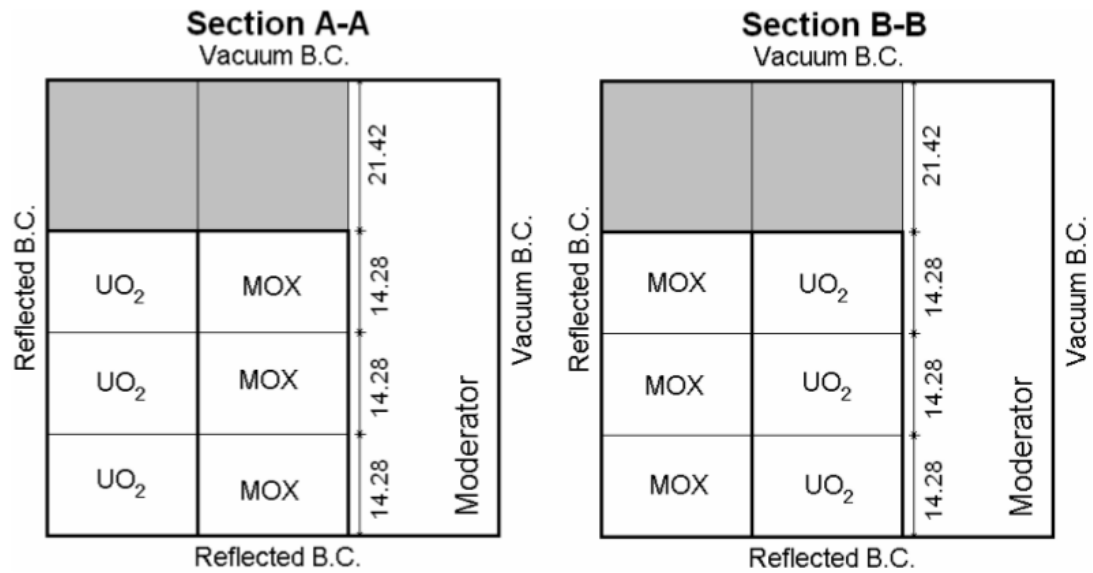 Section A-A
Vacuum B.C.
Reflected B.C.
21.42
UO₂ MOX 14.28
UO₂ MOX 14.28
UO₂ MOX 14.28
Moderator
Vacuum B.C.
Reflected B.C.
Section B-B
Vacuum B.C.
Reflected B.C.
21.42
MOX UO₂ 14.28
MOX UO₂ 14.28
MOX UO₂ 14.28
Moderator
Vacuum B.C.
Reflected B.C.